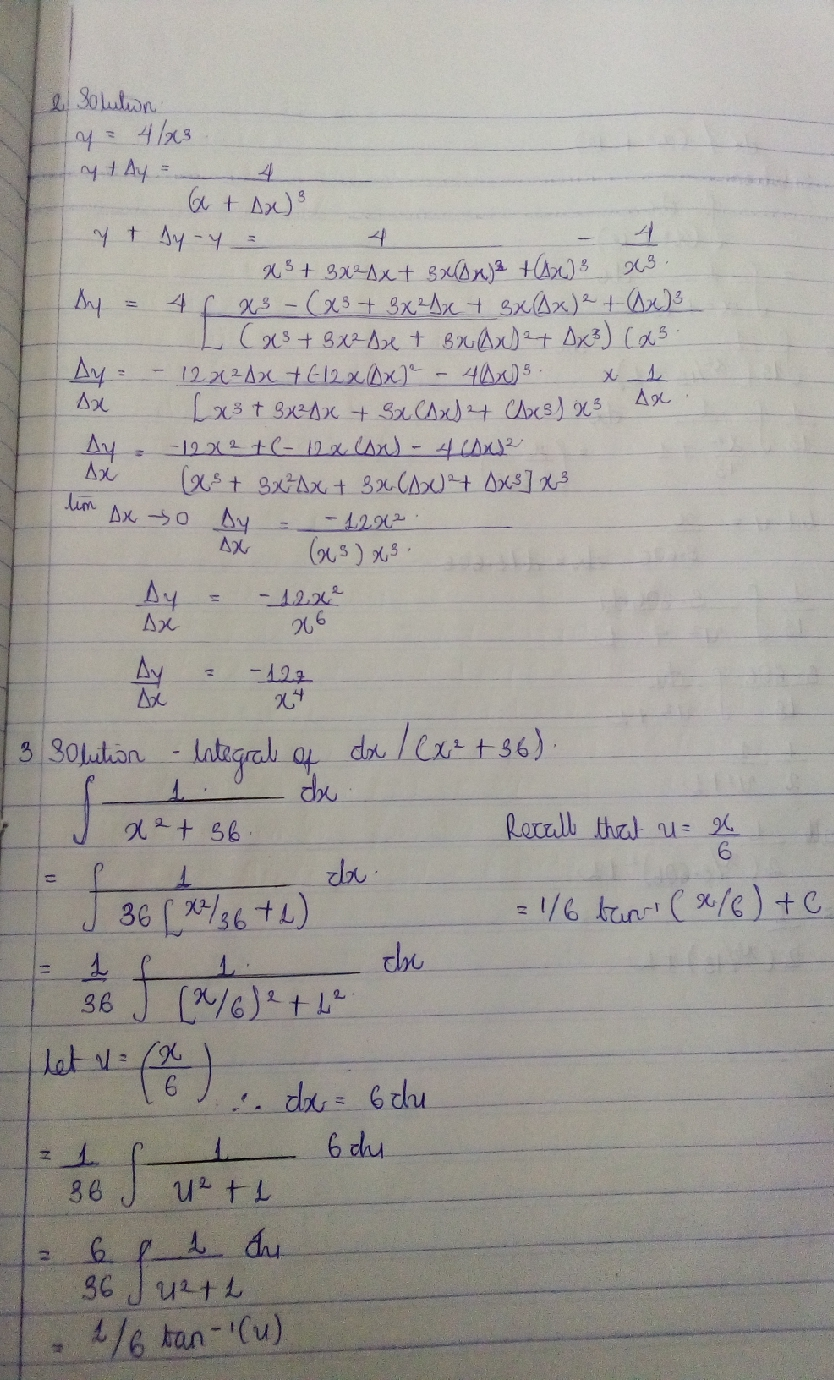 2 Solution
y = 4/x³
y + Δy = 4
(x + Δx)³
y + Δy - y = 4 - 4
x³ + 3x²Δx + 3x(Δx)² + (Δx)³ x³
Δy = 4 [ x³ - (x³ + 3x²Δx + 3x(Δx)² + (Δx)³
(x³ + 3x²Δx + 3x(Δx)² + Δx³) (x³
Δy = - 12x²Δx + (-12x(Δx)² - 4(Δx)³ x 1
Δx [x³ + 3x²Δx + 3x(Δx)² + (Δx³) x³ Δx
Δy = -12x² + (-12x(Δx) - 4(Δx)²
Δx [x³ + 3x²Δx + 3x(Δx)² + Δx³] x³
lim Δx → 0 Δy = -12x²
Δx (x³) x³
Δy = -12x²
Δx x⁶
Δy = -12
Δx x⁴
3 Solution - Integral of dx / (x² + 36).
∫ 1 dx
x² + 36.
= ∫ 1 dx
36 [x²/36 + 1)
= 1 ∫ 1 dx
36 [x/6)² + 1²
let u = (x
6) ∴ dx = 6du
= 1 ∫ 1 6du
36 u² + 1
= 6 ∫ 1 du
36 u² + 1
= 1/6 tan⁻¹(u)
Recall that u = x
6
= 1/6 tan⁻¹(x/6) + C